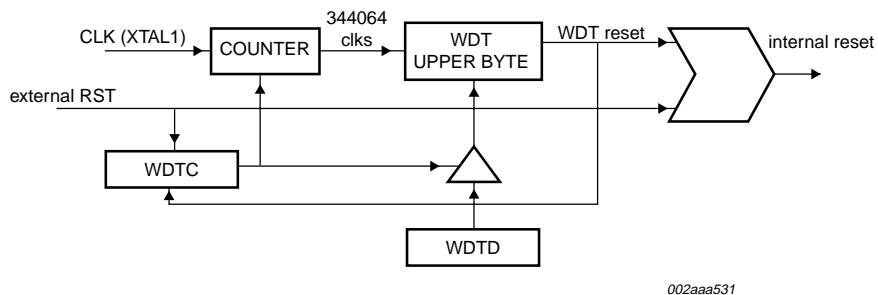 344064
clks
CLK (XTAL1)
COUNTER
WDT
UPPER BYTE
WDT reset
internal reset
external RST
WDTC
WDTD
002aaa531